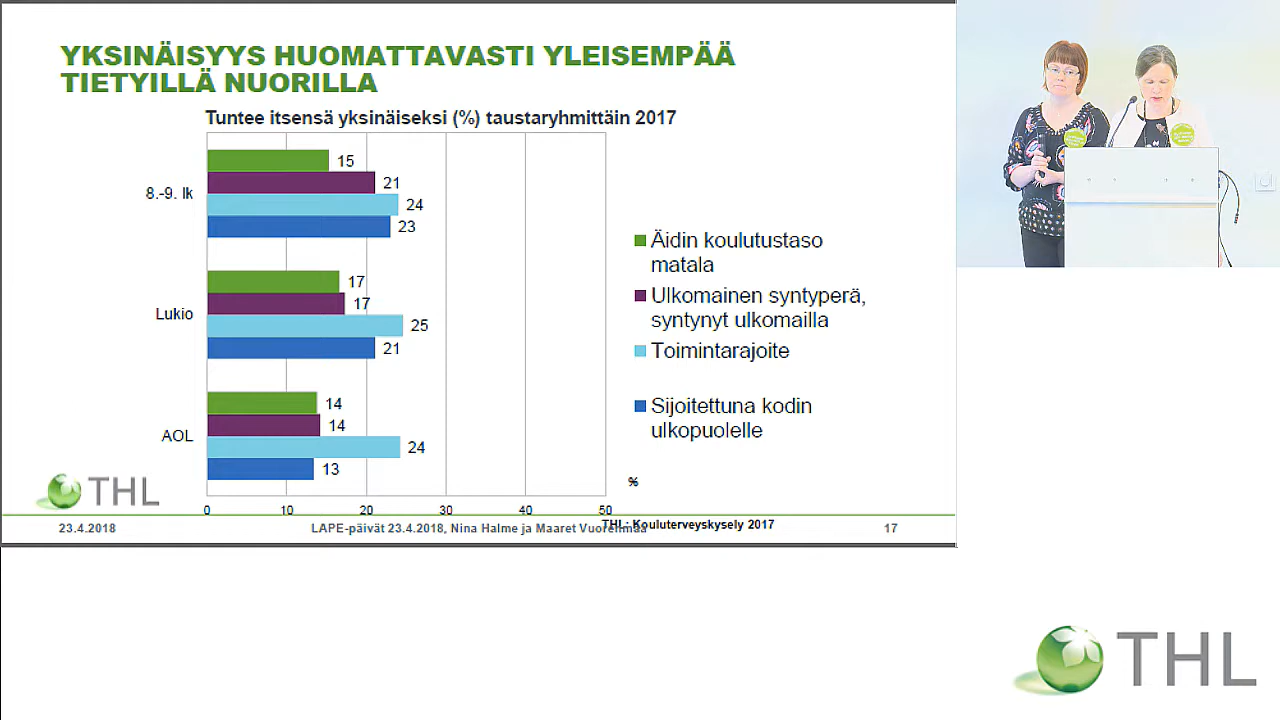 YKSINÄISYYS HUOMATTAVASTI YLEISEMPÄÄ
TIETYILLÄ NUORILLA
Tuntee itsensä yksinäiseksi (%) taustaryhmittäin 2017
8.-9. lk
15
21
24
23
Lukio
17
17
25
21
AOL
14
14
24
13
0 10 20 30 40 50
%
Äidin koulutustaso
matala
Ulkomainen syntyperä,
syntynyt ulkomailla
Toimintarajoite
Sijoitettuna kodin
ulkopuolelle
THL
THL: Kouluterveyskysely 2017
23.4.2018
LAPE-päivät 23.4.2018, Nina Halme ja Maaret Vuorenmaa
17
THL